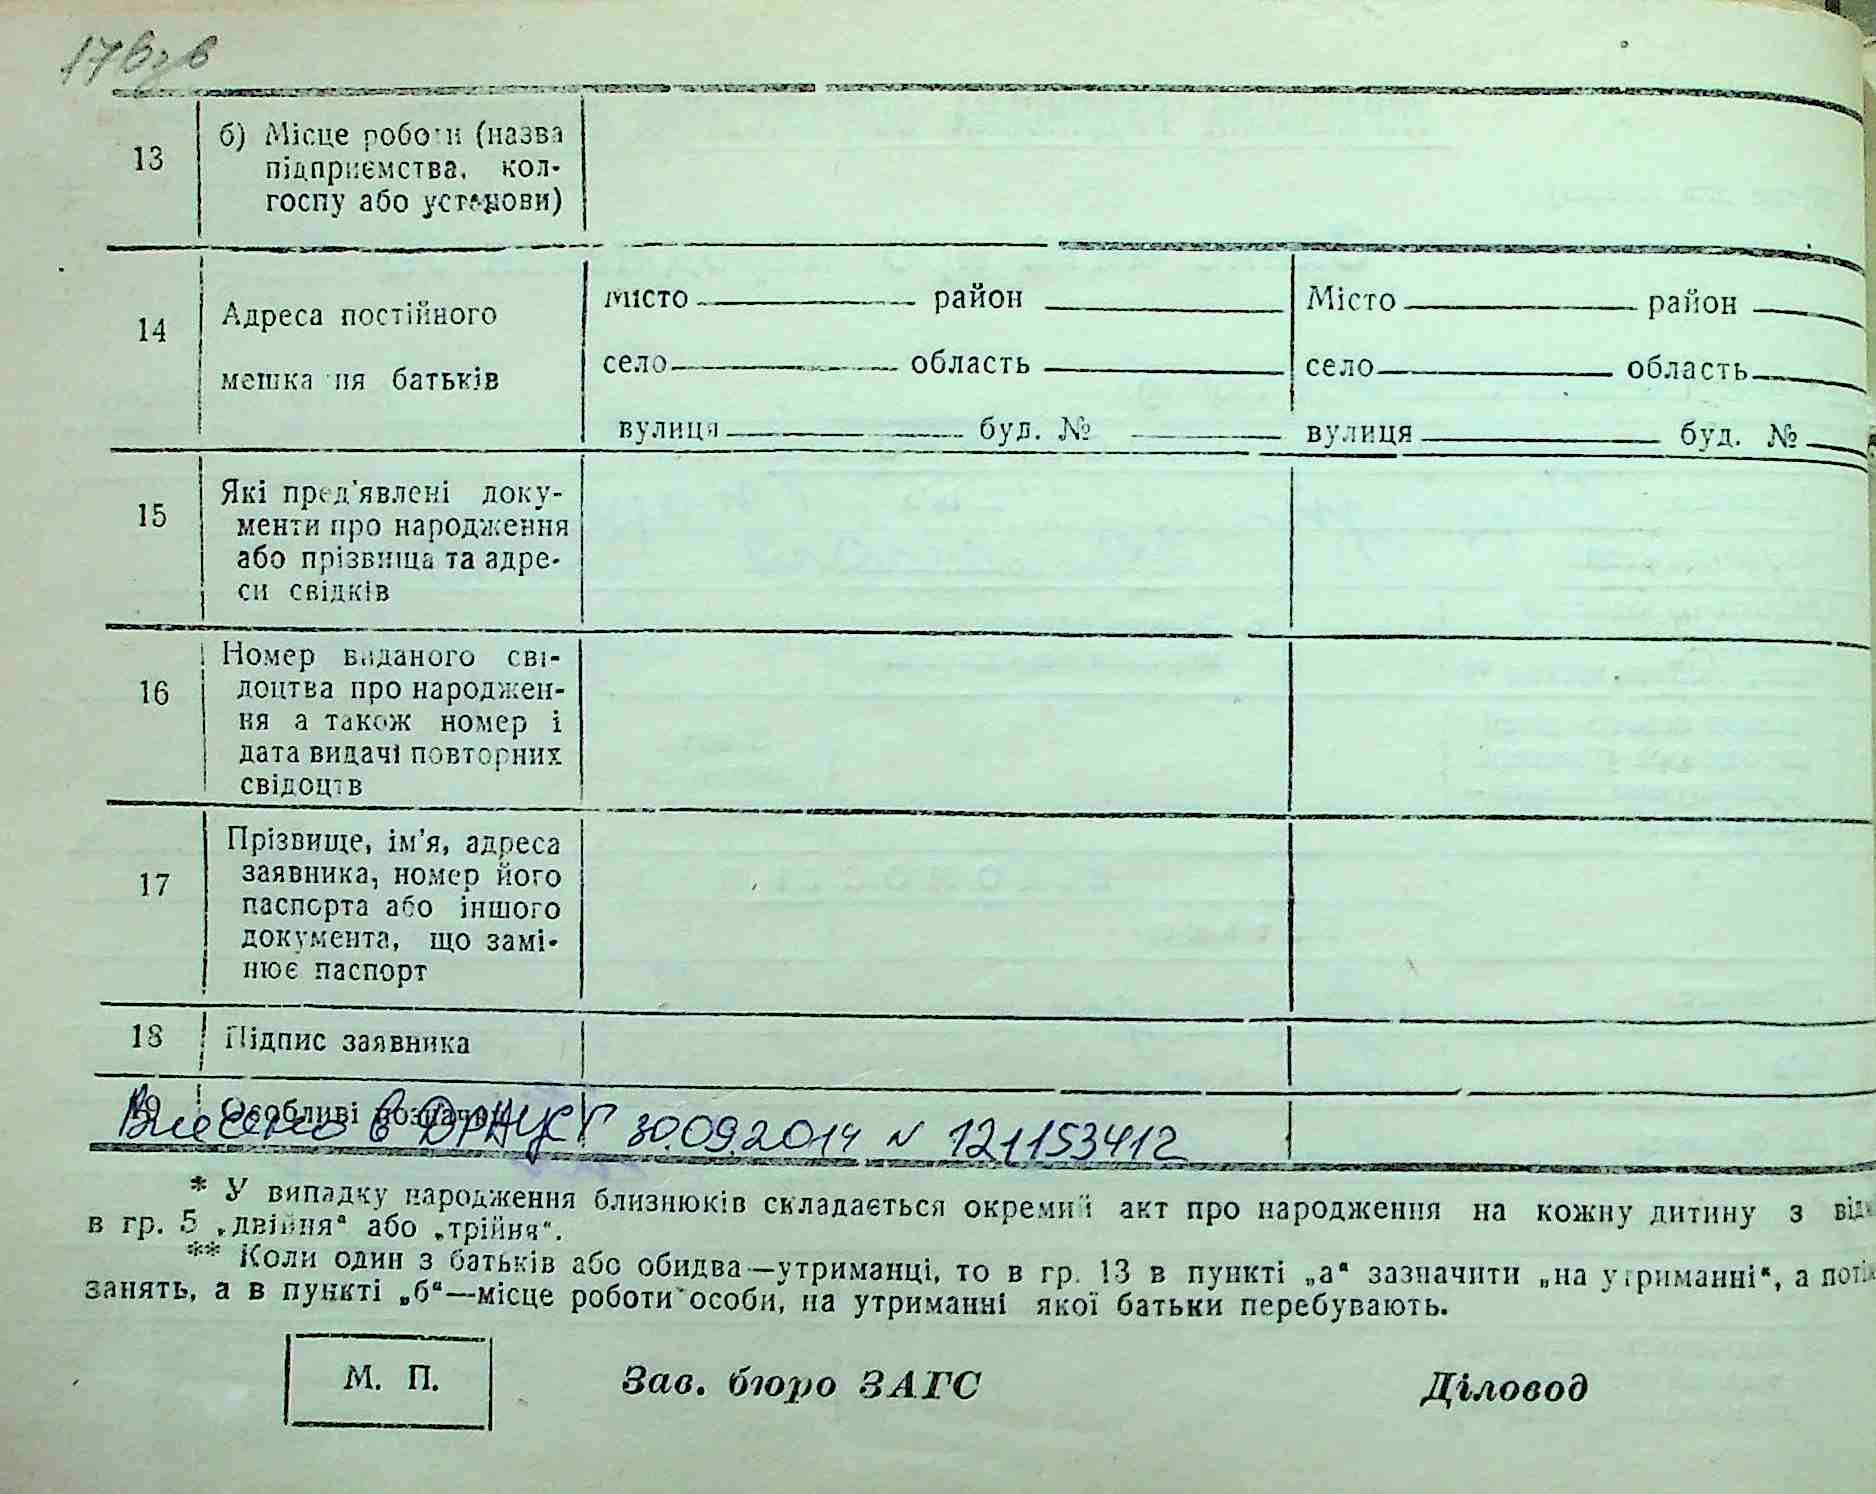 17 взв
13
б) Місце роботи (назва
підприємства, кол-
госпу або установи)
14
Адреса постійного
мешкання батьків
Місто район Місто район
село область село область
вулиця буд. № вулиця буд. №
15
Які пред'явлені доку-
менти про народження
або прізвища та адре-
си свідків
16
Номер виданого сві-
доцтва про народжен-
ня а також номер і
дата видачі повторних
свідоцтв
17
Прізвище, ім'я, адреса
заявника, номер його
паспорта або іншого
документа, що замі-
нює паспорт
18
Підпис заявника
19
Особливі позначки
Внесено в ДРАЦСГ 30.09.2014 N 121153412
* У випадку народження близнюків складається окремий акт про народження на кожну дитину з
в гр. 5 „двійня“ або „трійня“.
** Коли один з батьків або обидва—утриманці, то в гр. 13 в пункті „а“ зазначити „на утриманні“, а
занять, а в пункті „б“—місце роботи особи, на утриманні якої батьки перебувають.
М. П.
Зав. бюро ЗАГС
Діловод